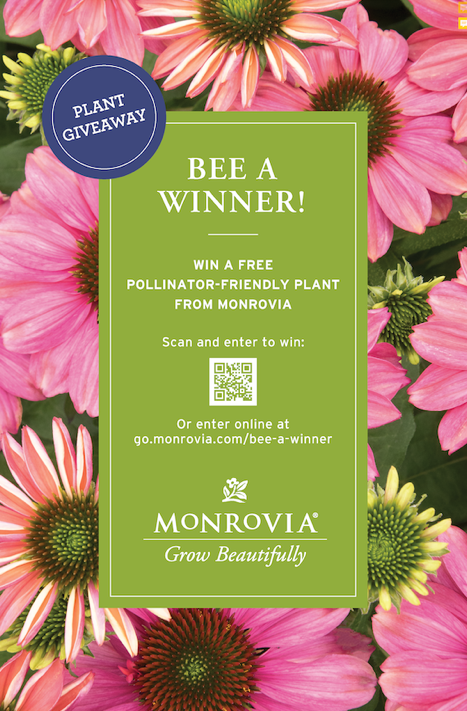 PLANT
GIVEAWAY
BEE A
WINNER!
WIN A FREE
POLLINATOR-FRIENDLY PLANT
FROM MONROVIA
Scan and enter to win:
Or enter online at
go.monrovia.com/bee-a-winner
MONROVIA®
Grow Beautifully